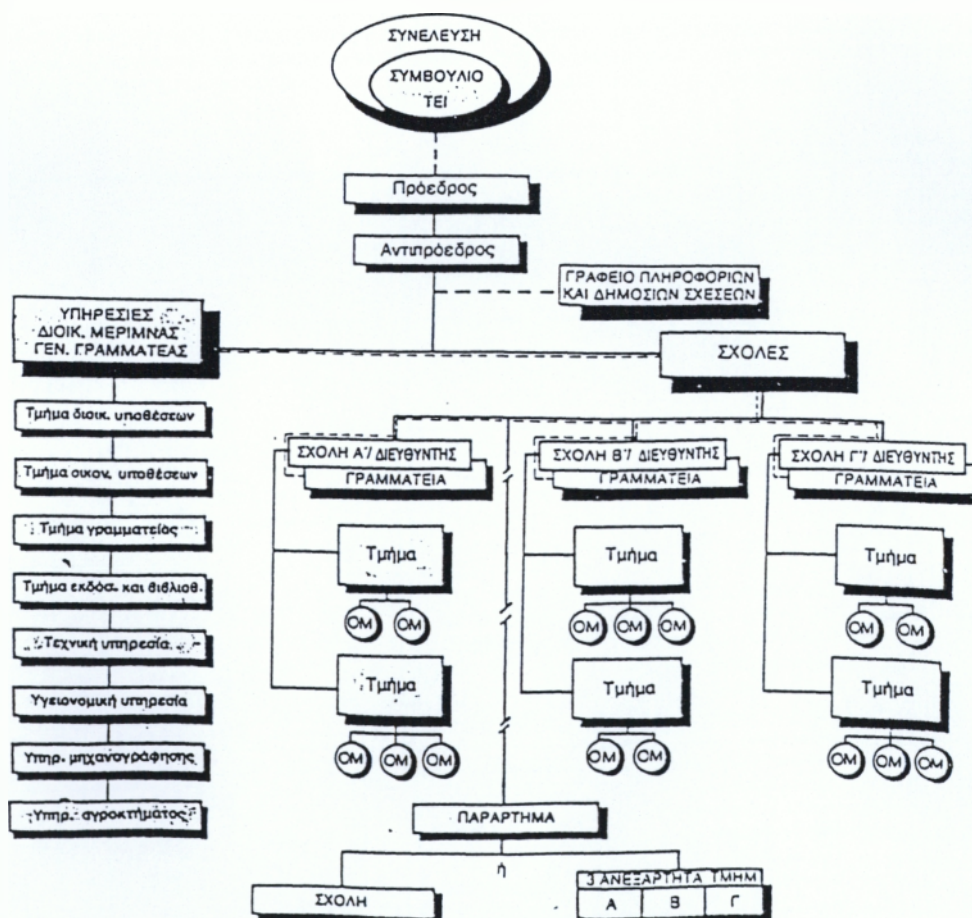 ΣΥΝΕΛΕΥΣΗ
ΣΥΜΒΟΥΛΙΟ
ΤΕΙ
Πρόεδρος
Αντιπρόεδρος
ΓΡΑΦΕΙΟ ΠΛΗΡΟΦΟΡΙΩΝ
ΚΑΙ ΔΗΜΟΣΙΩΝ ΣΧΕΣΕΩΝ
ΥΠΗΡΕΣΙΕΣ
ΔΙΟΙΚ. ΜΕΡΙΜΝΑΣ
ΓΕΝ. ΓΡΑΜΜΑΤΕΑΣ
ΣΧΟΛΕΣ
Τμήμα διοικ. υποθέσεων
Τμήμα οικον. υποθέσεων
Τμήμα γραμματείας
Τμήμα εκδόσ. και βιβλιοθ.
Τεχνική υπηρεσία
Υγειονομική υπηρεσία
Υπηρ. μηχανογράφησης
Υπηρ. αγροκτήματος
ΣΧΟΛΗ Α'/ ΔΙΕΥΘΥΝΤΗΣ
ΓΡΑΜΜΑΤΕΙΑ
Τμήμα
ΟΜ ΟΜ
Τμήμα
ΟΜ ΟΜ ΟΜ
ΣΧΟΛΗ Β'/ ΔΙΕΥΘΥΝΤΗΣ
ΓΡΑΜΜΑΤΕΙΑ
Τμήμα
ΟΜ ΟΜ ΟΜ
Τμήμα
ΟΜ ΟΜ
ΣΧΟΛΗ Γ'/ ΔΙΕΥΘΥΝΤΗΣ
ΓΡΑΜΜΑΤΕΙΑ
Τμήμα
ΟΜ ΟΜ
Τμήμα
ΟΜ ΟΜ ΟΜ
ΠΑΡΑΡΤΗΜΑ
ή
ΣΧΟΛΗ
3 ΑΝΕΞΑΡΤΗΤΑ ΤΜΗΜ
Α Β Γ